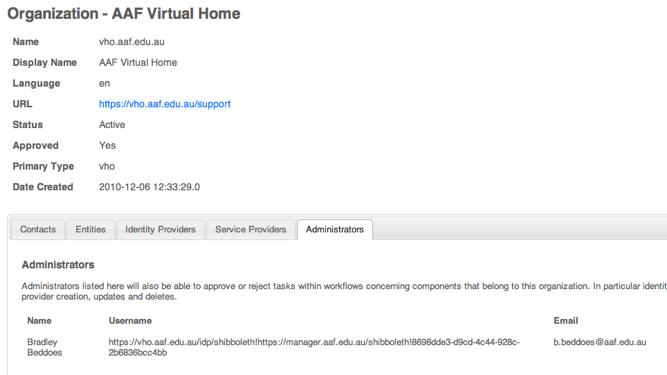 Organization - AAF Virtual Home
Name vho.aaf.edu.au
Display Name AAF Virtual Home
Language en
URL https://vho.aaf.edu.au/support
Status Active
Approved Yes
Primary Type vho
Date Created 2010-12-06 12:33:29.0
Contacts Entities Identity Providers Service Providers Administrators
Administrators
Administrators listed here will also be able to approve or reject tasks within workflows concerning components that belong to this organization. In particular identit
provider creation, updates and deletes.
Name Username Email
Bradley https://vho.aaf.edu.au/idp/shibboleth!https://manager.aaf.edu.au/shibboleth!8698dde3-d9cd-4c44-928c- b.beddoes@aaf.edu.au
Beddoes 2b6836bcc4bb